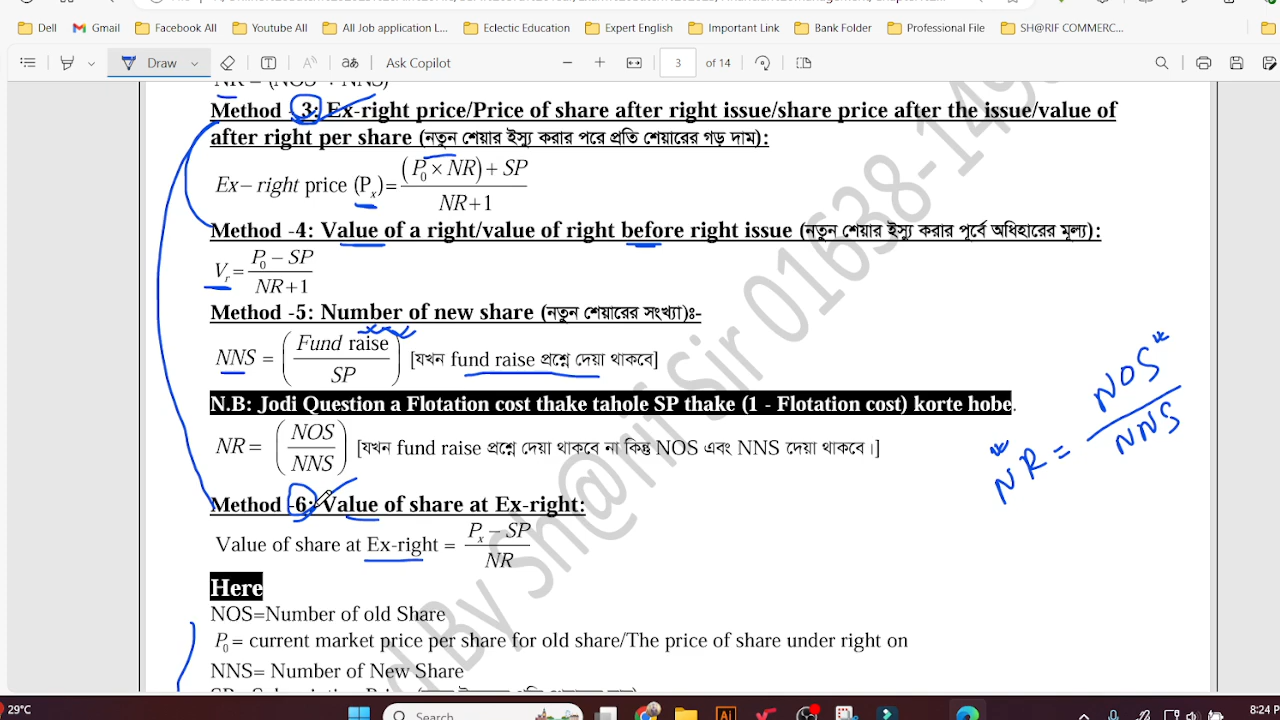 Dell Gmail Facebook All Youtube All All Job application L... Eclectic Education Expert English Important Link Bank Folder Professional File SH@RIF COMMERC...
Draw Ask Copilot 3 of 14
Method - 3: Ex-right price/Price of share after right issue/share price after the issue/value of
after right per share (নতুন শেয়ার ইস্যু করার পরে প্রতি শেয়ারের গড় দাম):
Ex– right price (Pₓ)= (P₀ × NR) + SP
NR+1
Method -4: Value of a right/value of right before right issue (নতুন শেয়ার ইস্যু করার পূর্বে অধিহারের মূল্য):
Vᵣ= P₀ – SP
NR+1
Method -5: Number of new share (নতুন শেয়ারের সংখ্যা)ঃ-
NNS = (Fund raise / SP) [যখন fund raise প্রশ্নে দেয়া থাকবে]
NOS
NR = NNS
N.B: Jodi Question a Flotation cost thake tahole SP thake (1 - Flotation cost) korte hobe.
NR= (NOS / NNS) [যখন fund raise প্রশ্নে দেয়া থাকবে না কিন্তু NOS এবং NNS দেয়া থাকবে।]
Method -6: Value of share at Ex-right:
Value of share at Ex-right = Pₓ – SP
NR
Here
NOS=Number of old Share
P₀= current market price per share for old share/The price of share under right on
NNS= Number of New Share
By Sh@rif Sir 01638-149
29°C Search 8:24 P